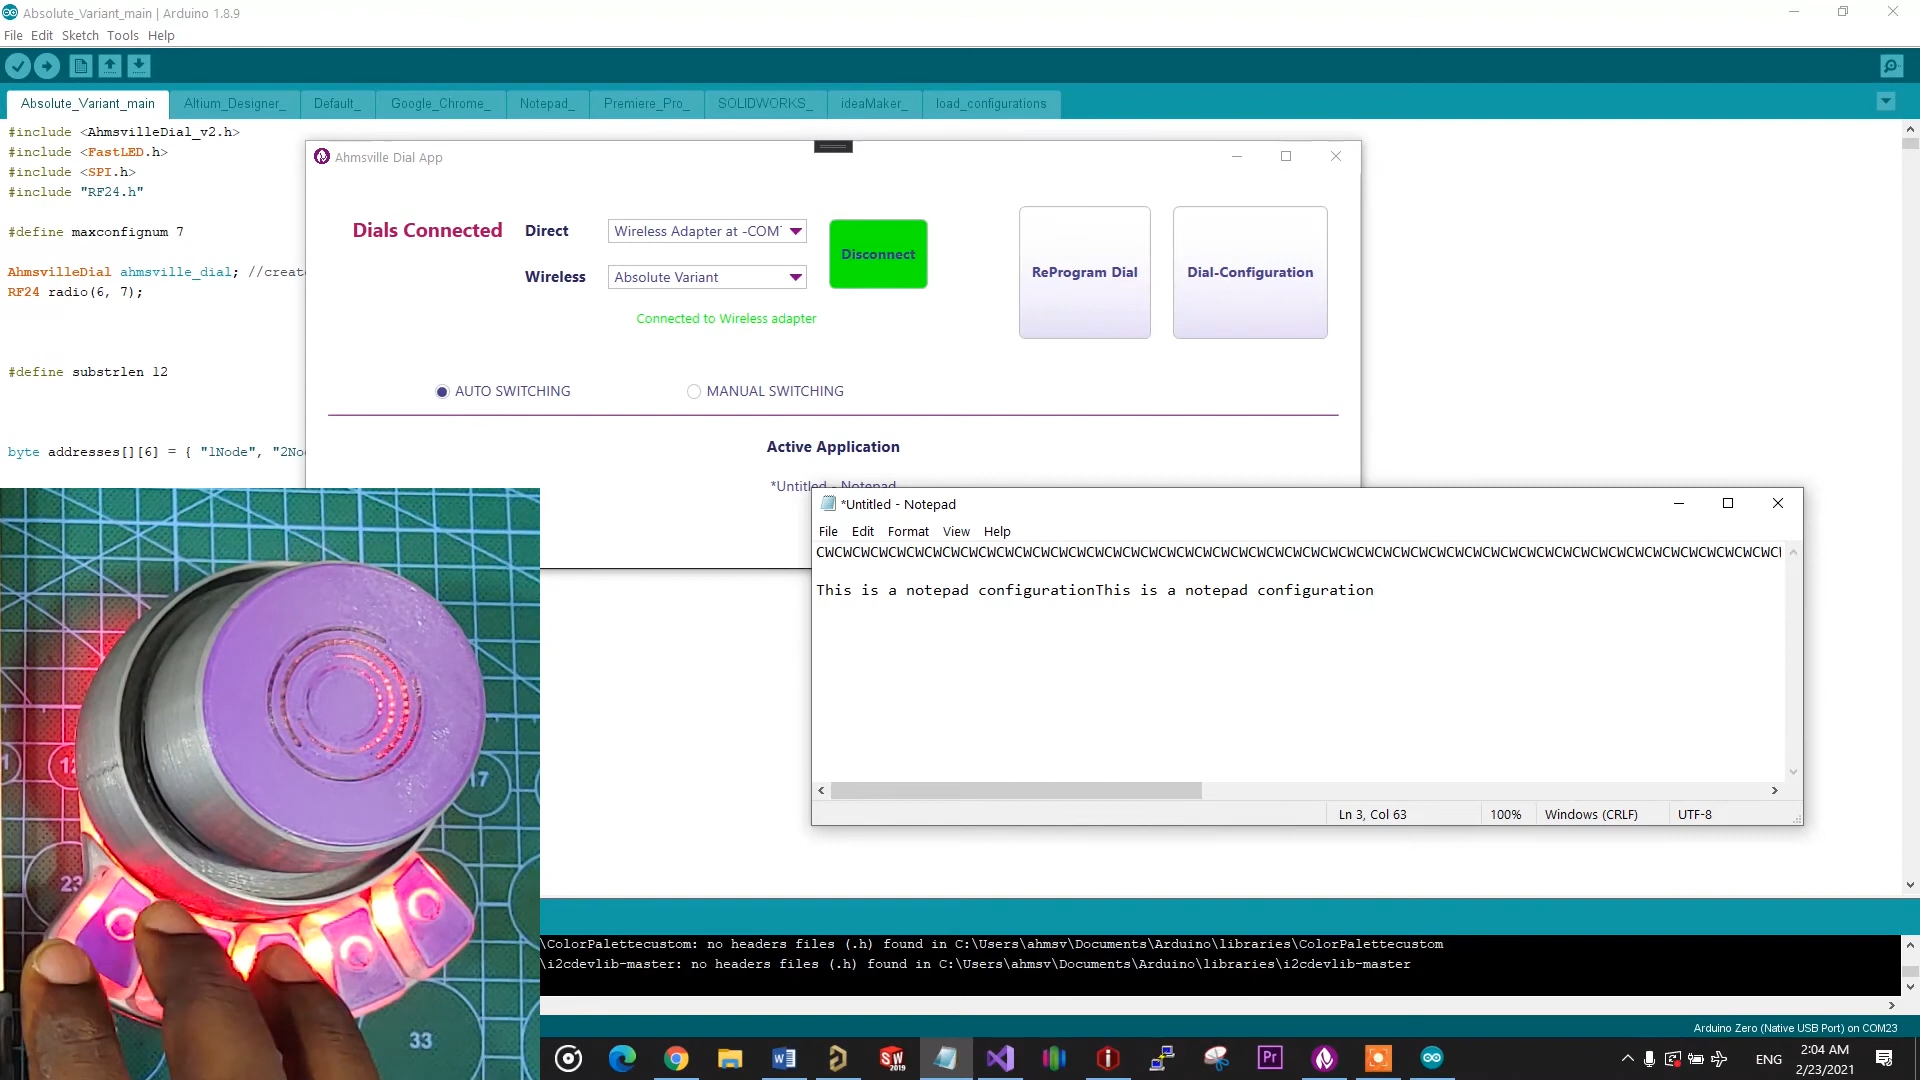 Absolute_Variant_main | Arduino 1.8.9
File Edit Sketch Tools Help
Absolute_Variant_main Altium_Designer_ Default_ Google_Chrome_ Notepad_ Premiere_Pro_ SOLIDWORKS_ ideaMaker_ load_configurations
#include <AhmsvilleDial_v2.h>
#include <FastLED.h>
#include <SPI.h>
#include "RF24.h"
#define maxconfignum 7
AhmsvilleDial ahmsville_dial; //create
RF24 radio(6, 7);
#define substrlen 12
byte addresses[][6] = { "1Node", "2No
Ahmsville Dial App
Dials Connected
Direct
Wireless Adapter at -COM
Wireless
Absolute Variant
Disconnect
Connected to Wireless adapter
ReProgram Dial
Dial-Configuration
AUTO SWITCHING
MANUAL SWITCHING
Active Application
*Untitled - Notepad
*Untitled - Notepad
File Edit Format View Help
This is a notepad configurationThis is a notepad configuration
Ln 3, Col 63
100%
Windows (CRLF)
UTF-8
17
23
33
\ColorPalettecustom: no headers files (.h) found in C:\Users\ahmsv\Documents\Arduino\libraries\ColorPalettecustom
\i2cdevlib-master: no headers files (.h) found in C:\Users\ahmsv\Documents\Arduino\libraries\i2cdevlib-master
Arduino Zero (Native USB Port) on COM23
SW
2019
Pr
ENG
2:04 AM
2/23/2021